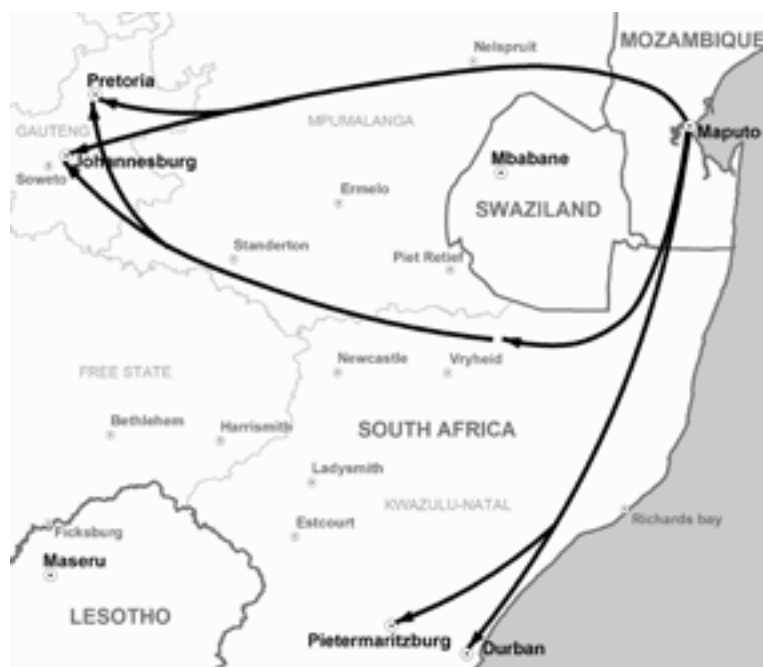 MOZAMBIQUE
Nelspruit
Pretoria
GAUTENG
MPUMALANGA
Maputo
Johannesburg
Soweto
Mbabane
Ermelo
SWAZILAND
Standerton
Piet Retief
Newcastle
Vryheid
FREE STATE
Bethlehem
Harrismith
SOUTH AFRICA
Ladysmith
KWAZULU-NATAL
Richards bay
Estcourt
Ficksburg
Maseru
LESOTHO
Pietermaritzburg
Durban